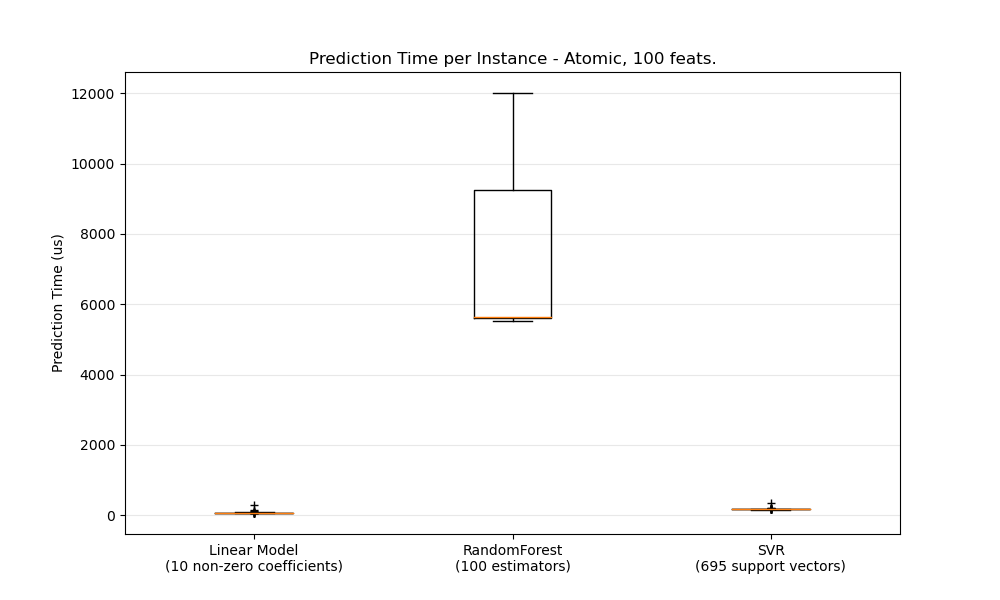 Prediction Time per Instance - Atomic, 100 feats.
Prediction Time (us)
12000
10000
8000
6000
4000
2000
0
Linear Model
(10 non-zero coefficients)
RandomForest
(100 estimators)
SVR
(695 support vectors)